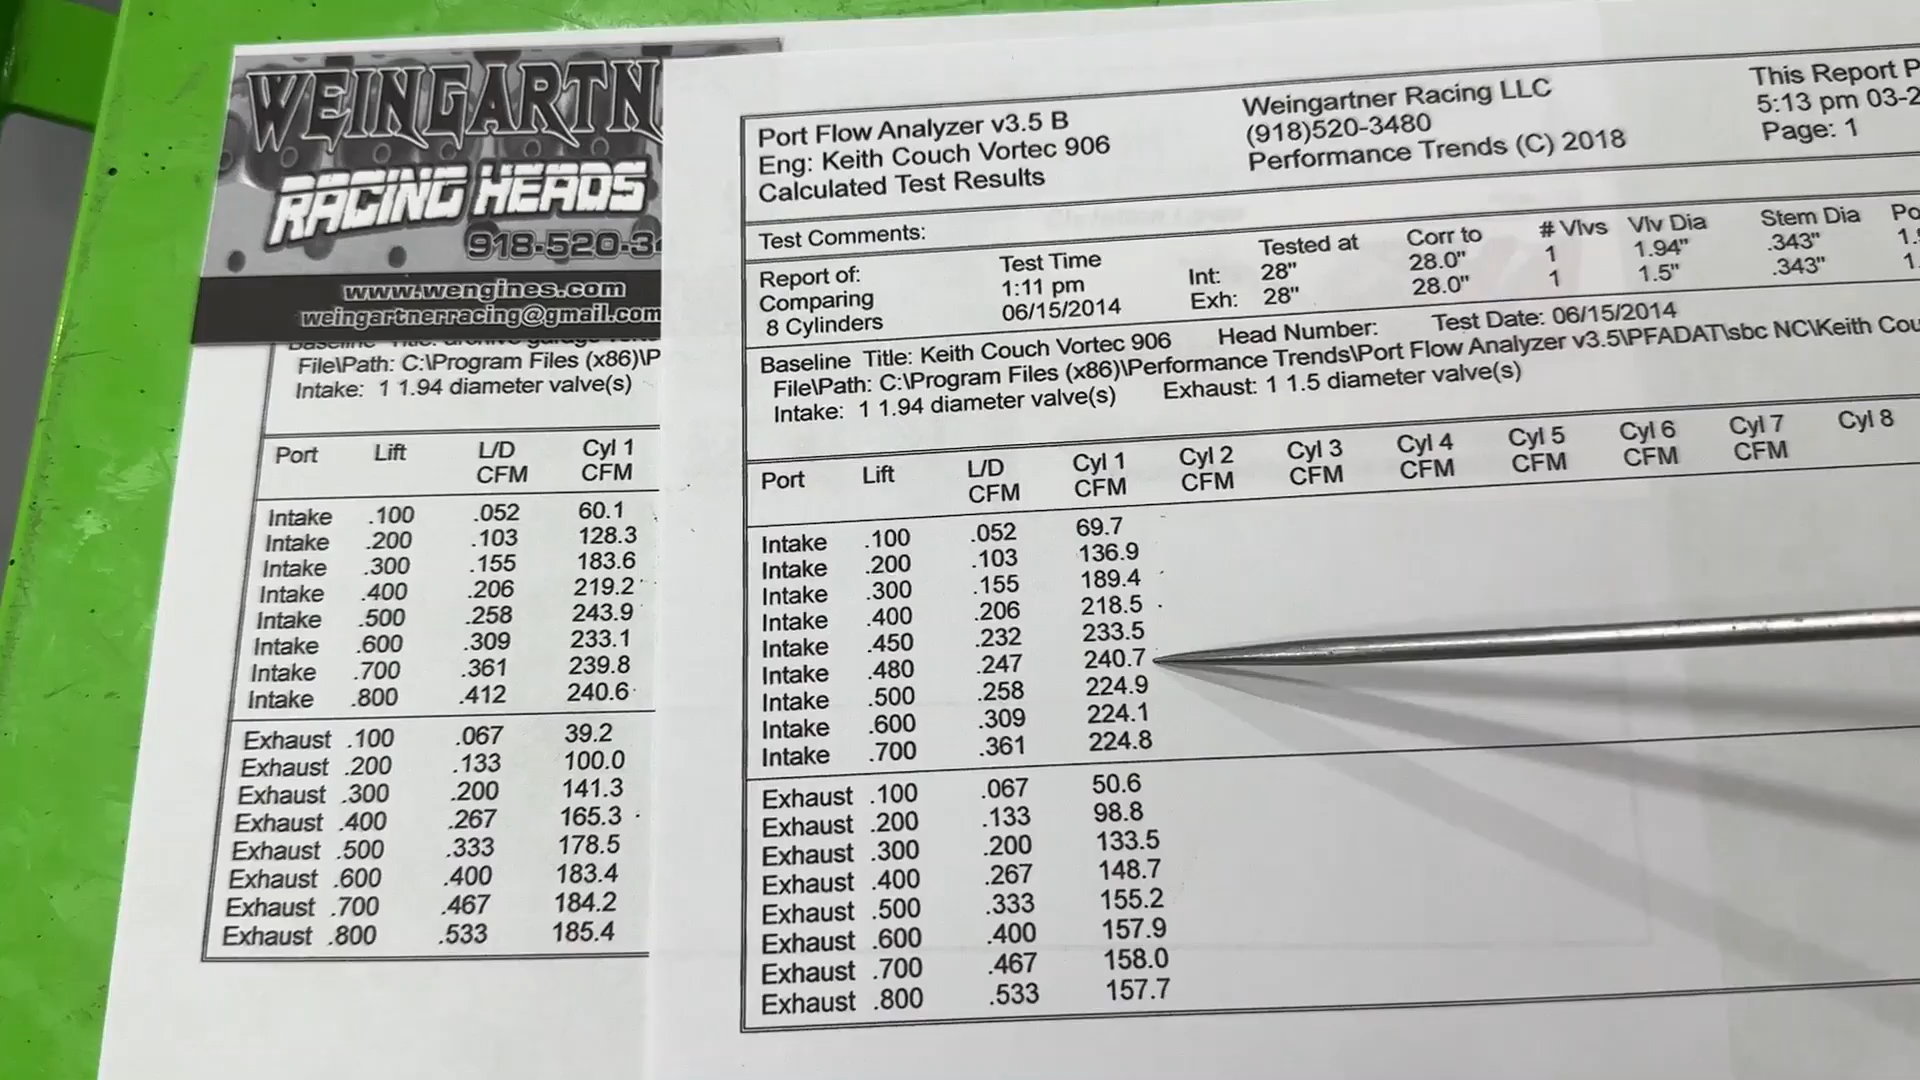 WEINGARTN
RACING HEADS
918-520-3
www.wengines.com
weingartnerracing@gmail.com
File\Path: C:\Program Files (x86)\P
Intake: 1 1.94 diameter valve(s)
Port Lift L/D Cyl 1
CFM CFM
Intake .100 .052 60.1
Intake .200 .103 128.3
Intake .300 .155 183.6
Intake .400 .206 219.2
Intake .500 .258 243.9
Intake .600 .309 233.1
Intake .700 .361 239.8
Intake .800 .412 240.6
Exhaust .100 .067 39.2
Exhaust .200 .133 100.0
Exhaust .300 .200 141.3
Exhaust .400 .267 165.3
Exhaust .500 .333 178.5
Exhaust .600 .400 183.4
Exhaust .700 .467 184.2
Exhaust .800 .533 185.4
Port Flow Analyzer v3.5 B Weingartner Racing LLC This Report P
Eng: Keith Couch Vortec 906 (918)520-3480 5:13 pm 03-2
Calculated Test Results Performance Trends (C) 2018 Page: 1
Test Comments:
Report of: Test Time Tested at Corr to # Vlvs Vlv Dia Stem Dia Po
Comparing 1:11 pm Int: 28" 28.0" 1 1.94" .343" 1.
8 Cylinders 06/15/2014 Exh: 28" 28.0" 1 1.5" .343" 1.
Baseline Title: Keith Couch Vortec 906 Head Number: Test Date: 06/15/2014
File\Path: C:\Program Files (x86)\Performance Trends\Port Flow Analyzer v3.5\PFADAT\sbc NC\Keith Cou
Intake: 1 1.94 diameter valve(s) Exhaust: 1 1.5 diameter valve(s)
Port Lift L/D Cyl 1 Cyl 2 Cyl 3 Cyl 4 Cyl 5 Cyl 6 Cyl 7 Cyl 8
CFM CFM CFM CFM CFM CFM CFM CFM
Intake .100 .052 69.7
Intake .200 .103 136.9
Intake .300 .155 189.4
Intake .400 .206 218.5
Intake .450 .232 233.5
Intake .480 .247 240.7
Intake .500 .258 224.9
Intake .600 .309 224.1
Intake .700 .361 224.8
Exhaust .100 .067 50.6
Exhaust .200 .133 98.8
Exhaust .300 .200 133.5
Exhaust .400 .267 148.7
Exhaust .500 .333 155.2
Exhaust .600 .400 157.9
Exhaust .700 .467 158.0
Exhaust .800 .533 157.7